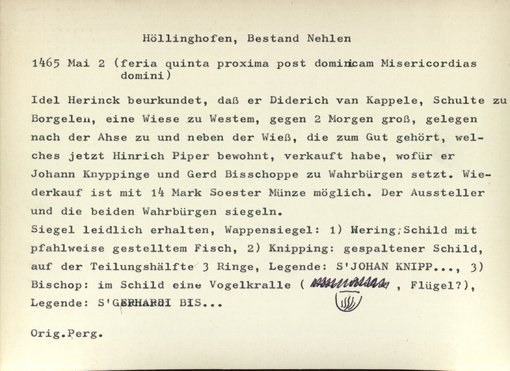 Höllinghofen, Bestand Nehlen
1465 Mai 2 (feria quinta proxima post dominicam Misericordias
domini)
Idel Herinck beurkundet, daß er Diderich van Kappele, Schulte zu
Borgelen, eine Wiese zu Westem, gegen 2 Morgen groß, gelegen
nach der Ahse zu und neben der Wieß, die zum Gut gehört, wel-
ches jetzt Hinrich Piper bewohnt, verkauft habe, wofür er
Johann Knyppinge und Gerd Bisschoppe zu Wahrbürgen setzt. Wie-
derkauf ist mit 14 Mark Soester Münze möglich. Der Aussteller
und die beiden Wahrbürgen siegeln.
Siegel leidlich erhalten, Wappensiegel: 1) Hering: Schild mit
pfahlweise gestelltem Fisch, 2) Knipping: gespaltener Schild,
auf der Teilungshälfte 3 Ringe, Legende: S'JOHAN KNIPP..., 3)
Bischop: im Schild eine Vogelkralle ( , Flügel?),
Legende: S'GERHARDI BIS...
Orig.Perg.